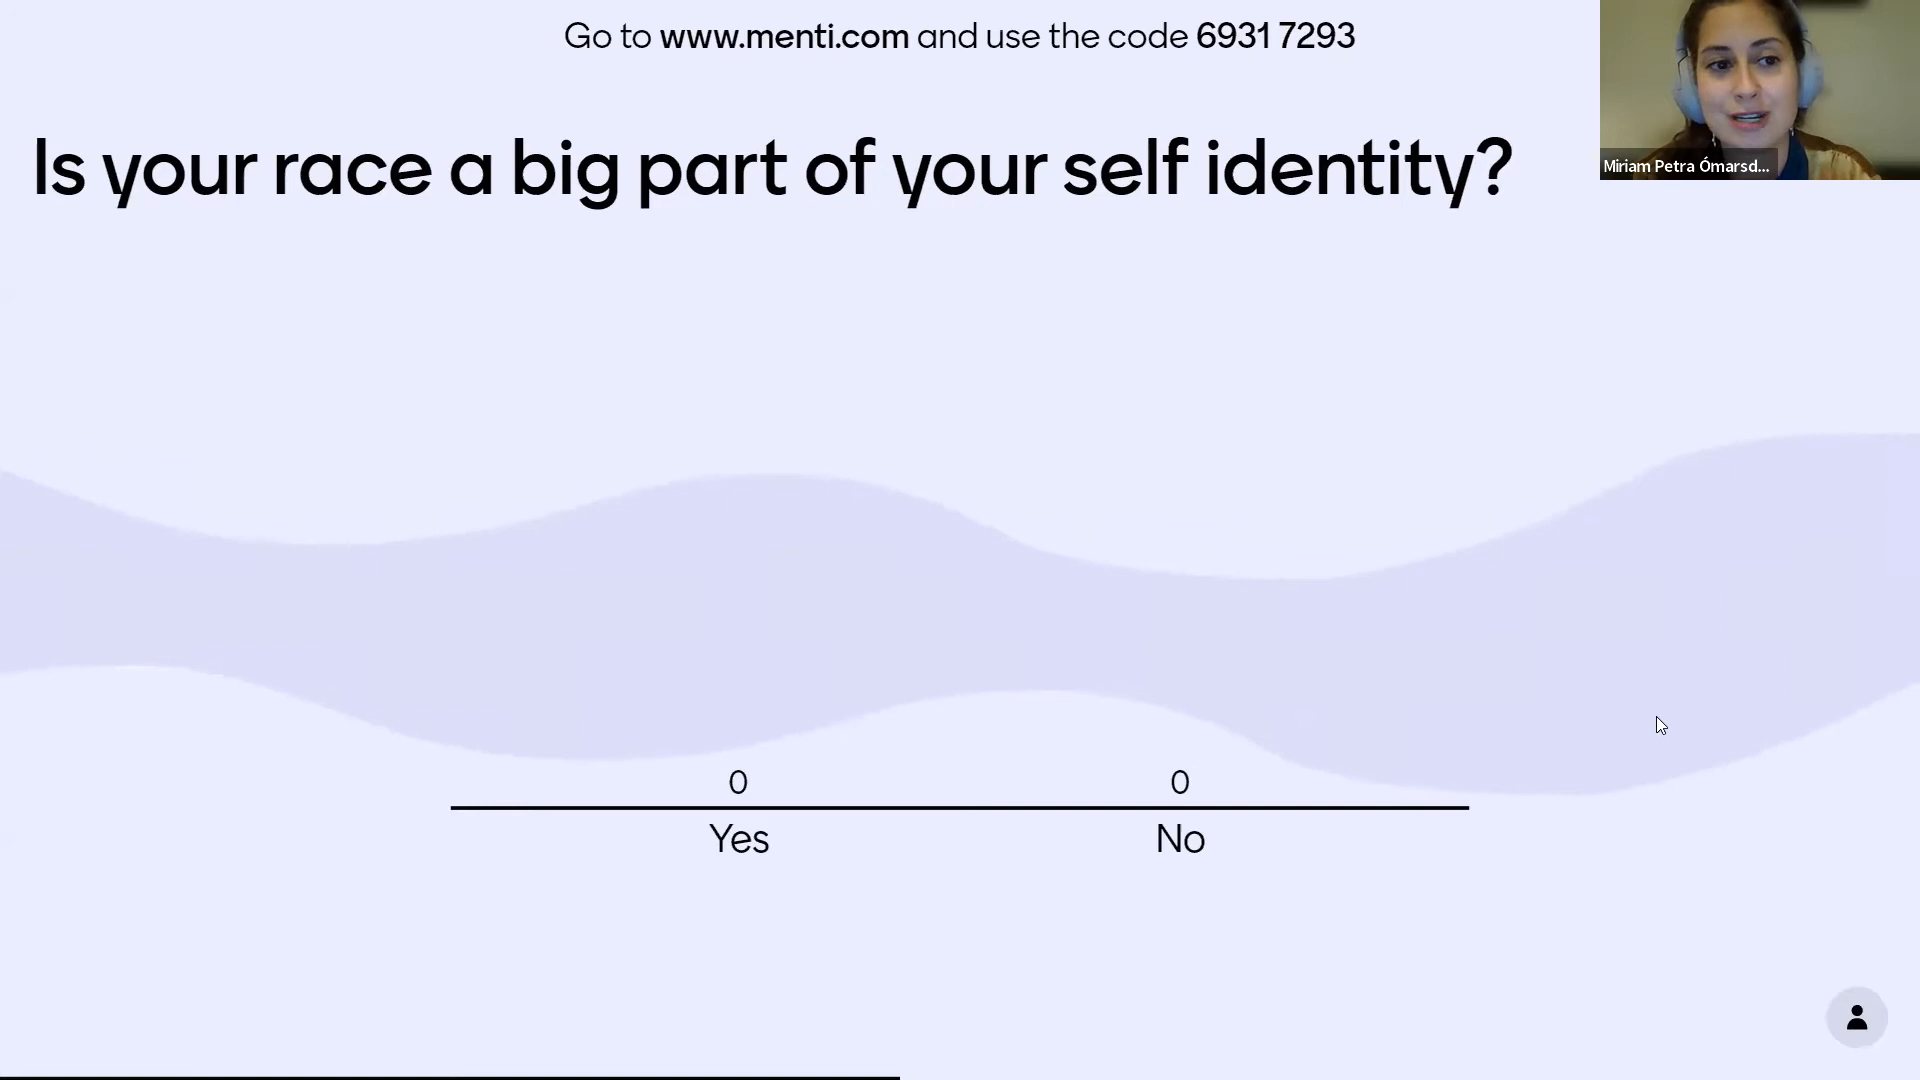 Go to www.menti.com and use the code 6931 7293
Is your race a big part of your self identity?
Miriam Petra Ómarsd...
0 0
Yes No